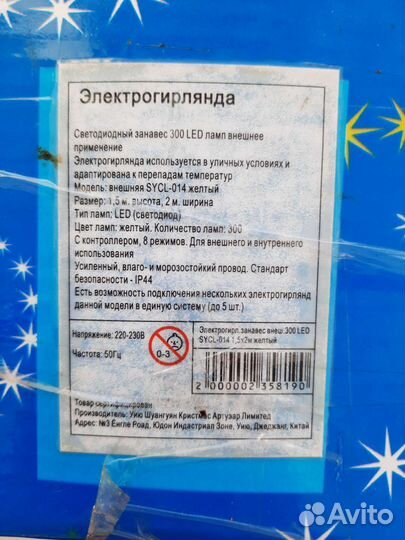 Электрогирлянда
Светодиодный занавес 300 LED ламп внешнее
применение
Электрогирлянда используется в уличных условиях и
адаптирована к перепадам температур
Модель: внешняя SYCL-014 желтый
Размер: 1,5 м. высота, 2 м. ширина
Тип ламп: LED (светодиод)
Цвет ламп: желтый. Количество ламп: 300
С контроллером, 8 режимов. Для внешнего и внутреннего
использования
Усиленный, влаго- и морозостойкий провод. Стандарт
безопасности - IP44
Есть возможность подключения нескольких электрогирлянд
данной модели в единую систему (до 5 шт.)
Напряжение: 220-230В
Частота: 50Гц
0-3
Электрогирл.занавес внеш.300 LED
SYCL-014 1,5х2м желтый
2 000002 358190
Товар сертифицирован
Производитель: Уию Шуангуян Кристмас Артуэар Лимитед
Адрес: №3 Ёнгле Роад, Юдон Индастриал Зоне, Уию, Джеджанг, Китай
Avito